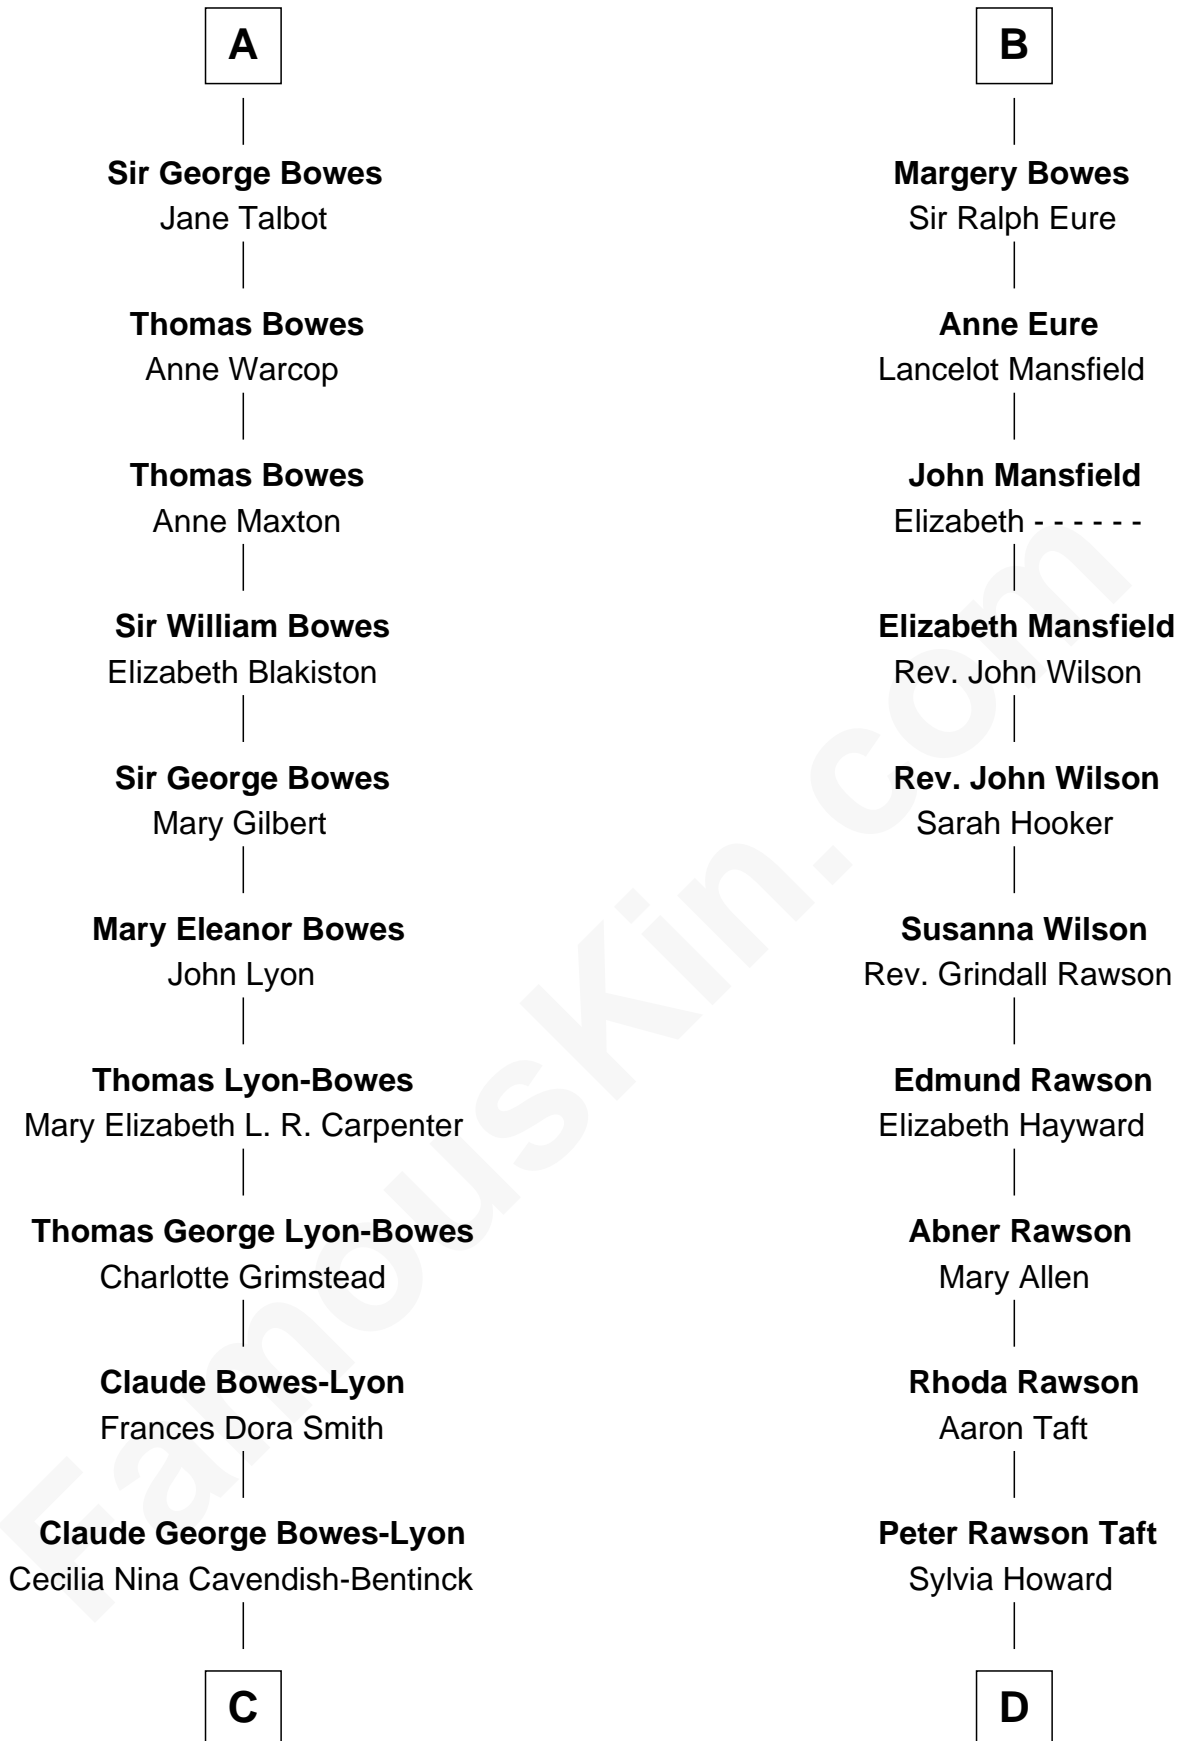 A
Sir George Bowes
Jane Talbot
Thomas Bowes
Anne Warcop
Thomas Bowes
Anne Maxton
Sir William Bowes
Elizabeth Blakiston
Sir George Bowes
Mary Gilbert
Mary Eleanor Bowes
John Lyon
Thomas Lyon-Bowes
Mary Elizabeth L. R. Carpenter
Thomas George Lyon-Bowes
Charlotte Grimstead
Claude Bowes-Lyon
Frances Dora Smith
Claude George Bowes-Lyon
Cecilia Nina Cavendish-Bentinck
C
B
Margery Bowes
Sir Ralph Eure
Anne Eure
Lancelot Mansfield
John Mansfield
Elizabeth - - - - - -
Elizabeth Mansfield
Rev. John Wilson
Rev. John Wilson
Sarah Hooker
Susanna Wilson
Rev. Grindall Rawson
Edmund Rawson
Elizabeth Hayward
Abner Rawson
Mary Allen
Rhoda Rawson
Aaron Taft
Peter Rawson Taft
Sylvia Howard
D
FamousKin.com